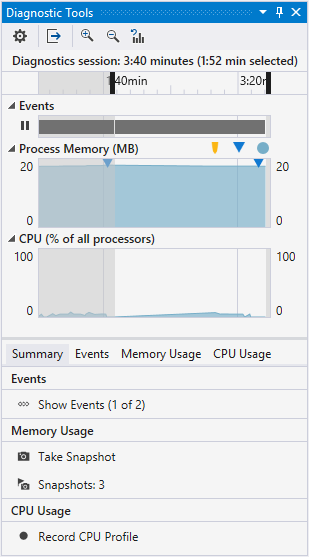 Diagnostic Tools
Diagnostics session: 3:40 minutes (1:52 min selected)
1:40min 3:20m
Events
Process Memory (MB)
20 20
0 0
CPU (% of all processors)
100 100
0 0
Summary Events Memory Usage CPU Usage
Events
Show Events (1 of 2)
Memory Usage
Take Snapshot
Snapshots: 3
CPU Usage
Record CPU Profile